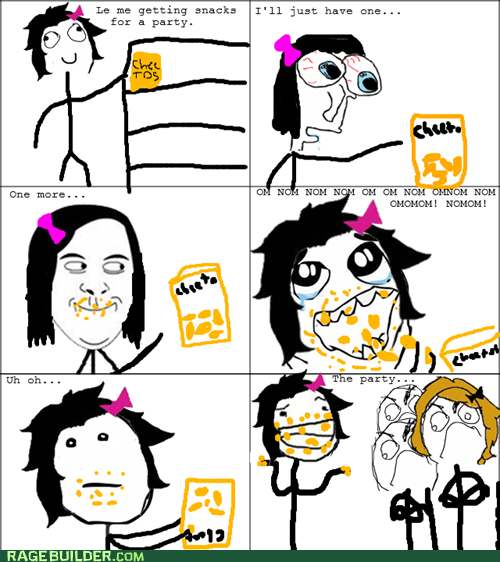 Le me getting snacks
for a party.
Chee
TOS
I'll just have one...
cheeto
One more...
cheeto
OM NOM NOM NOM OM OM NOM OMNOM NOM
OMOMOM! NOMOM!
cheetos
Uh oh...
The party...
RAGEBUILDER.COM